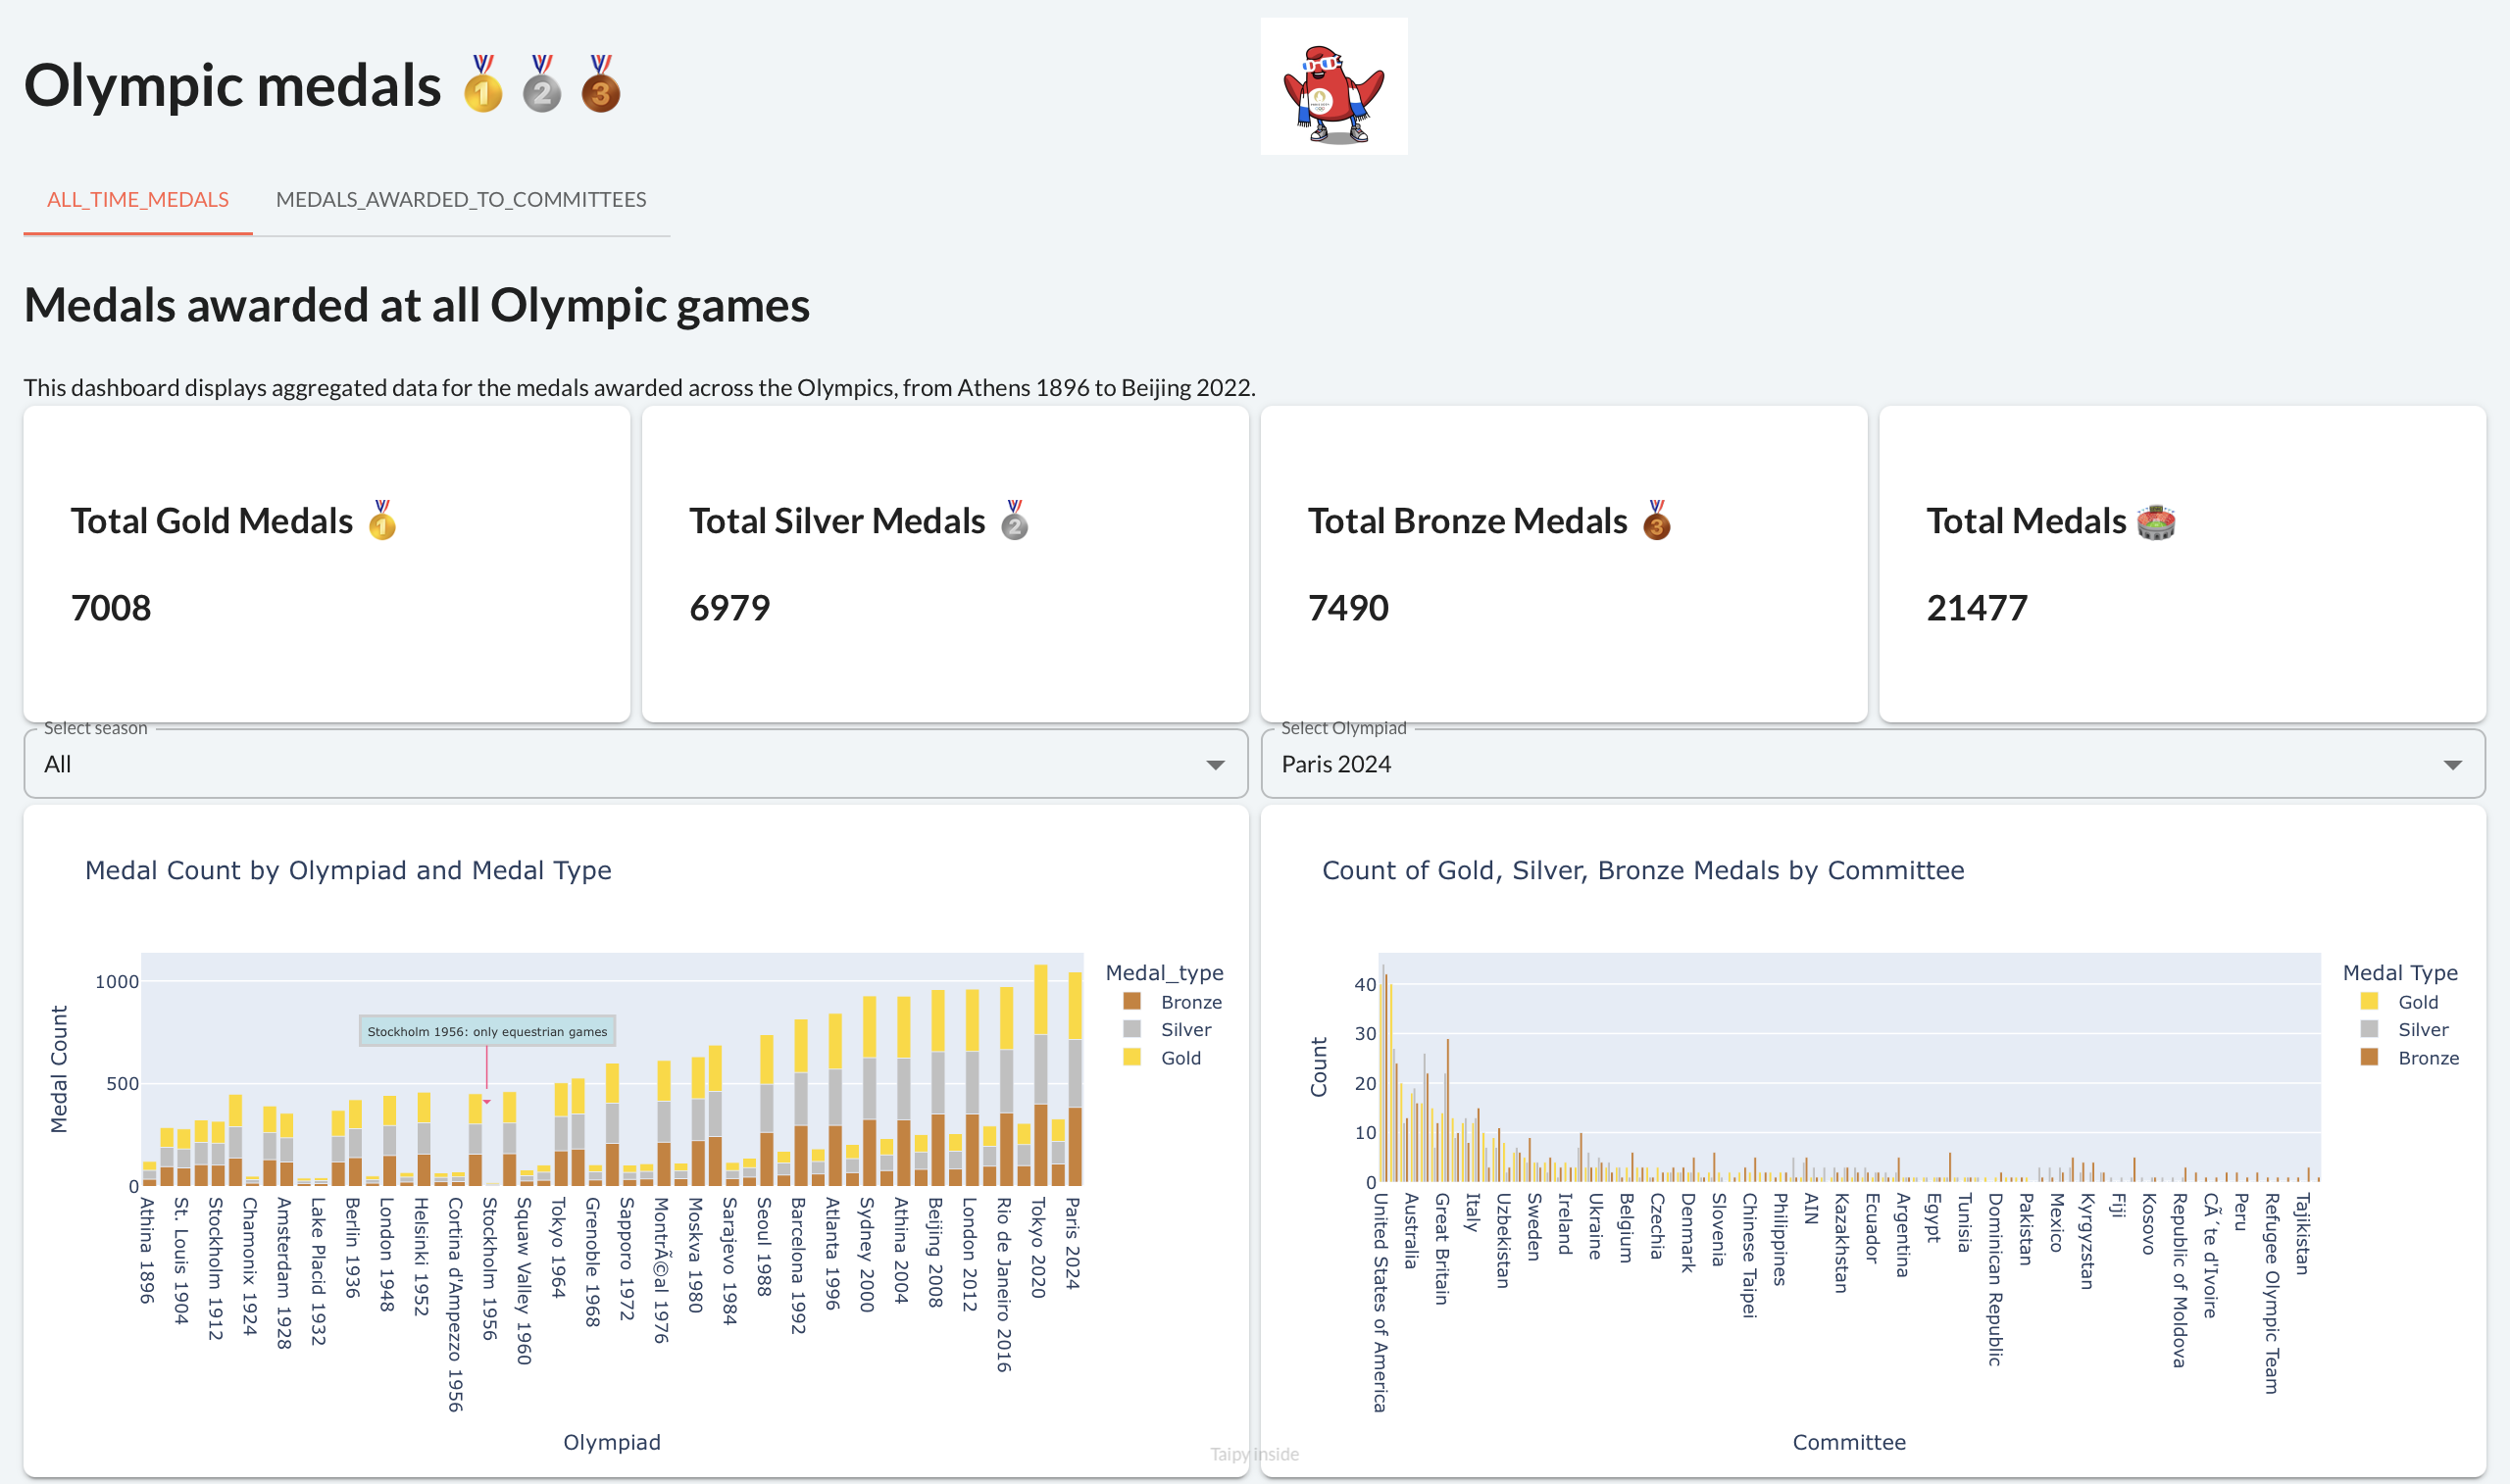 Olympic medals
ALL_TIME_MEDALS
MEDALS_AWARDED_TO_COMMITTEES
Medals awarded at all Olympic games
This dashboard displays aggregated data for the medals awarded across the Olympics, from Athens 1896 to Beijing 2022.
Total Gold Medals
7008
Total Silver Medals
6979
Total Bronze Medals
7490
Total Medals
21477
Select season
All
Select Olympiad
Paris 2024
Medal Count by Olympiad and Medal Type
1000
500
0
Medal Count
Stockholm 1956: only equestrian games
Medal_type
Bronze
Silver
Gold
Athina 1896
St. Louis 1904
Stockholm 1912
Chamonix 1924
Amsterdam 1928
Lake Placid 1932
Berlin 1936
London 1948
Helsinki 1952
Cortina d'Ampezzo 1956
Stockholm 1956
Squaw Valley 1960
Tokyo 1964
Grenoble 1968
Sapporo 1972
MontrÃ©al 1976
Moskva 1980
Sarajevo 1984
Seoul 1988
Barcelona 1992
Atlanta 1996
Sydney 2000
Athina 2004
Beijing 2008
London 2012
Rio de Janeiro 2016
Tokyo 2020
Paris 2024
Olympiad
Count of Gold, Silver, Bronze Medals by Committee
40
30
20
10
0
Count
Medal Type
Gold
Silver
Bronze
United States of America
Australia
Great Britain
Italy
Uzbekistan
Sweden
Ireland
Ukraine
Belgium
Czechia
Denmark
Slovenia
Chinese Taipei
Philippines
AIN
Kazakhstan
Ecuador
Argentina
Egypt
Tunisia
Dominican Republic
Pakistan
Mexico
Kyrgyzstan
Fiji
Kosovo
Republic of Moldova
CÃ´te d'Ivoire
Peru
Refugee Olympic Team
Tajikistan
Committee
Taipy inside